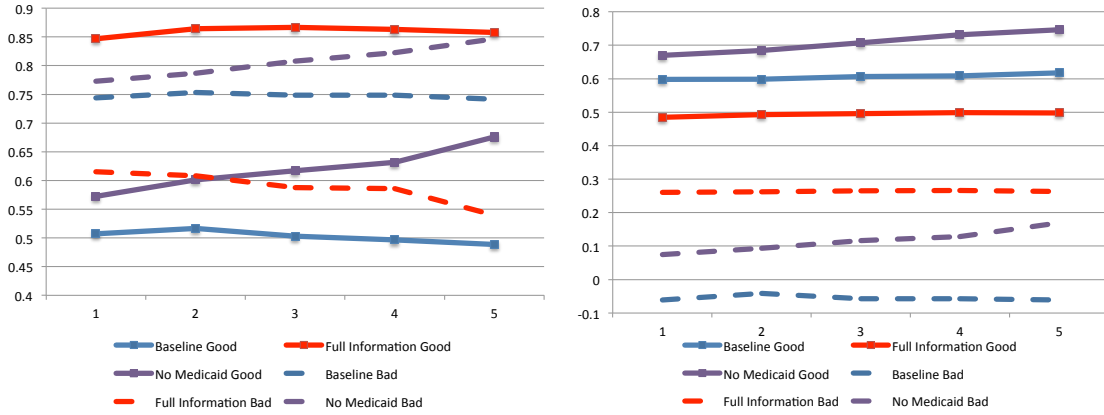 0.9
0.85
0.8
0.75
0.7
0.65
0.6
0.55
0.5
0.45
0.4
1 2 3 4 5
Baseline Good Full Information Good
No Medicaid Good Baseline Bad
Full Information Bad No Medicaid Bad
0.8
0.7
0.6
0.5
0.4
0.3
0.2
0.1
0
-0.1
1 2 3 4 5
Baseline Good Full Information Good
No Medicaid Good Baseline Bad
Full Information Bad No Medicaid Bad